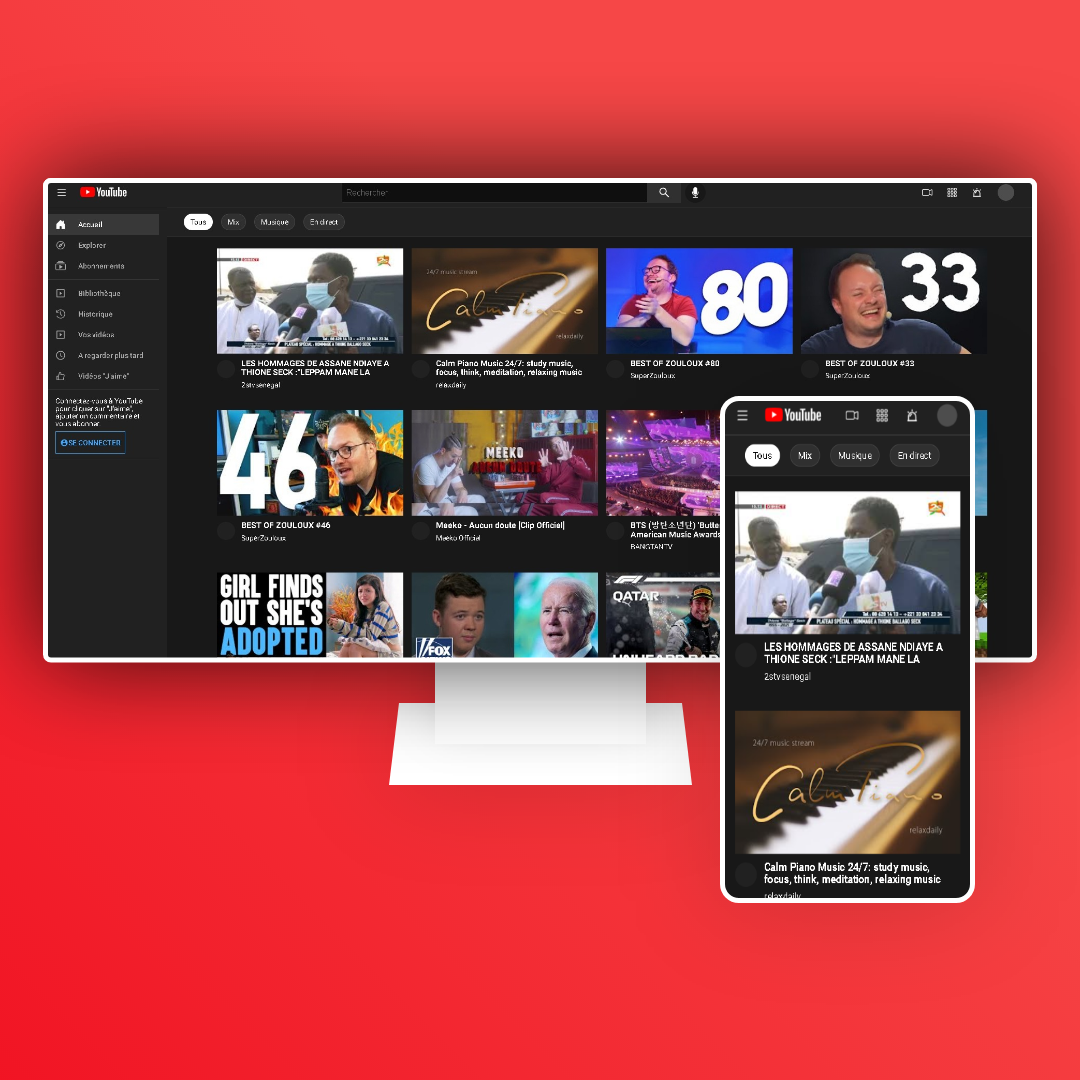 YouTube
Rechercher
Accueil
Explorer
Abonnements
Bibliothèque
Historique
Vos vidéos
A regarder plus tard
Vidéos "J'aime"
Connectez-vous à YouTube
pour cliquer sur "J'aime",
ajouter un commentaire et
vous abonner.
SE CONNECTER
Tous Mix Musique En direct
DIRECT
PLATEAU SPÉCIAL : HOMMAGE A THIONE BALLAGO SECK
LES HOMMAGES DE ASSANE NDIAYE A
THIONE SECK :"LEPPAM MANE LA
2stvsenegal
24/7 music stream
Calm Piano
relaxdaily
Calm Piano Music 24/7: study music,
focus, think, meditation, relaxing music
relaxdaily
80
BEST OF ZOULOUX #80
SuperZouloux
33
BEST OF ZOULOUX #33
SuperZouloux
46
BEST OF ZOULOUX #46
SuperZouloux
MEEKO
AUCUN DOUTE
Meeko - Aucun doute |Clip Officiel|
Meeko Officiel
BTS (방탄소년단) 'Butte
American Music Awards
BANGTANTV
GIRL FINDS
OUT SHE'S
ADOPTED
FOX
F1
QATAR
UNHEARD RAD
YouTube
Tous Mix Musique En direct
DIRECT
PLATEAU SPÉCIAL : HOMMAGE A THIONE BALLAGO SECK
LES HOMMAGES DE ASSANE NDIAYE A
THIONE SECK :"LEPPAM MANE LA
2stvsenegal
24/7 music stream
Calm Piano
relaxdaily
Calm Piano Music 24/7: study music,
focus, think, meditation, relaxing music
relaxdaily